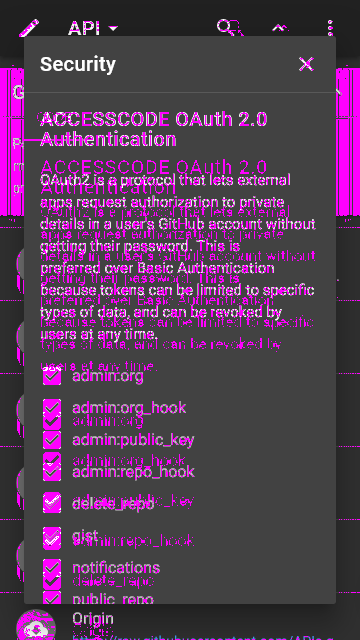 API
Security
ACCESSCODE OAuth 2.0
Authentication
OAuth2 is a protocol that lets external
apps request authorization to private
details in a user's GitHub account without
getting their password. This is
preferred over Basic Authentication
because tokens can be limited to specific
types of data, and can be revoked by
users at any time.
admin:org
admin:org_hook
admin:public_key
admin:repo_hook
delete_repo
gist
notifications
public_repo
Origin